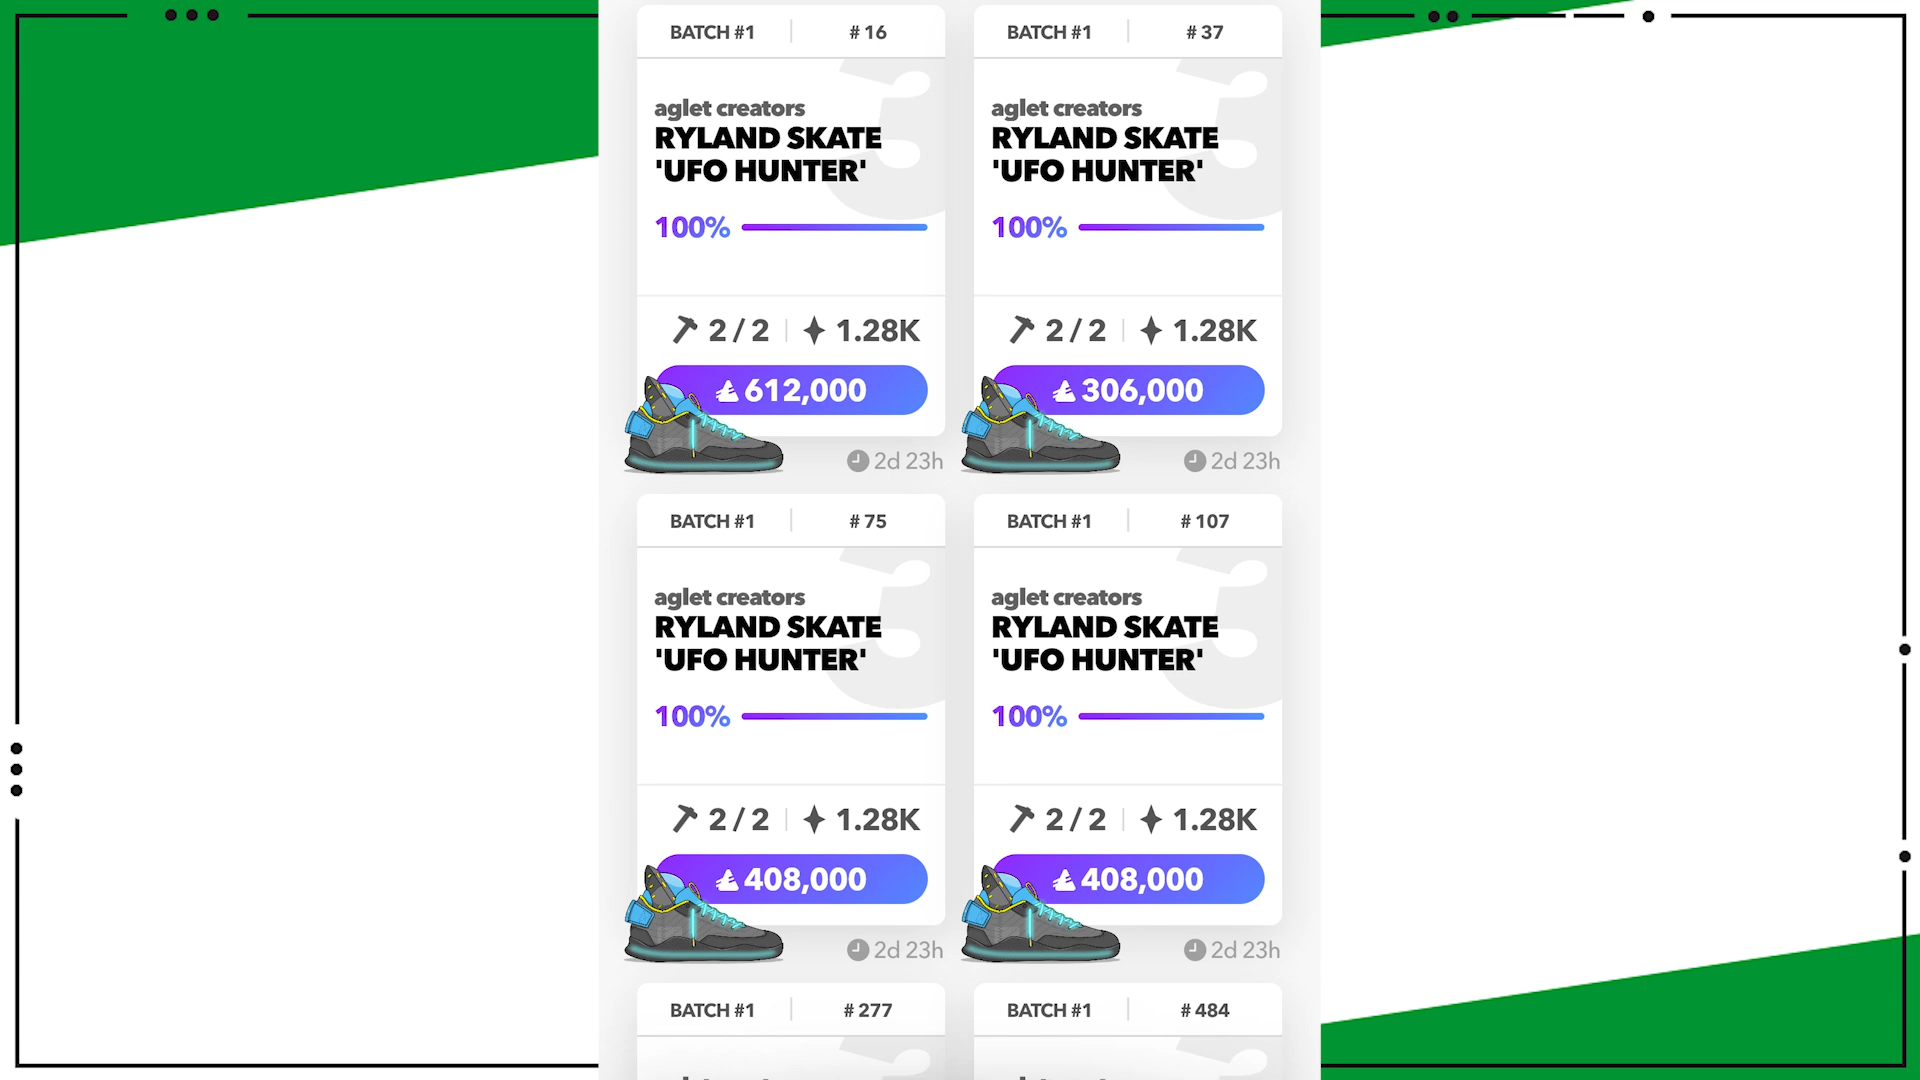 BATCH #1 # 16
aglet creators
RYLAND SKATE
'UFO HUNTER'
100%
2 / 2 1.28K
612,000
2d 23h
BATCH #1 # 37
aglet creators
RYLAND SKATE
'UFO HUNTER'
100%
2 / 2 1.28K
306,000
2d 23h
BATCH #1 # 75
aglet creators
RYLAND SKATE
'UFO HUNTER'
100%
2 / 2 1.28K
408,000
2d 23h
BATCH #1 # 107
aglet creators
RYLAND SKATE
'UFO HUNTER'
100%
2 / 2 1.28K
408,000
2d 23h
BATCH #1 # 277
BATCH #1 # 484